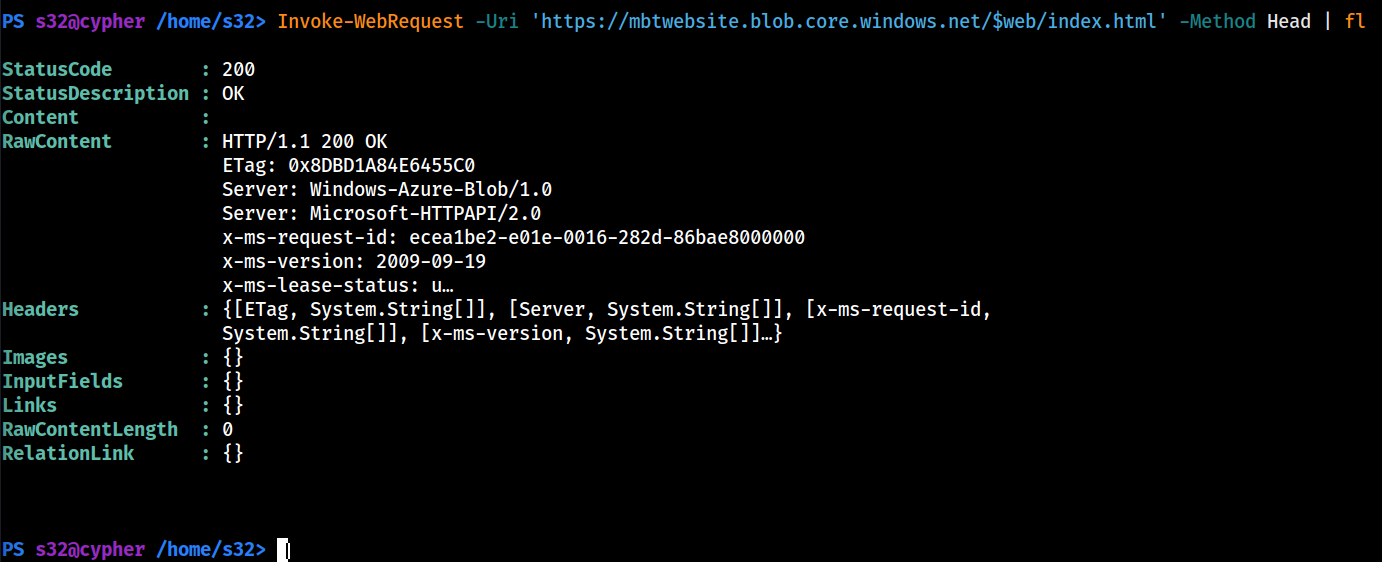 PS s32@cypher /home/s32> Invoke-WebRequest -Uri 'https://mbtwebsite.blob.core.windows.net/$web/index.html' -Method Head | fl
StatusCode : 200
StatusDescription : OK
Content :
RawContent : HTTP/1.1 200 OK
ETag: 0x8DBD1A84E6455C0
Server: Windows-Azure-Blob/1.0
Server: Microsoft-HTTPAPI/2.0
x-ms-request-id: ecea1be2-e01e-0016-282d-86bae8000000
x-ms-version: 2009-09-19
x-ms-lease-status: u…
Headers : {[ETag, System.String[]], [Server, System.String[]], [x-ms-request-id,
System.String[]], [x-ms-version, System.String[]]…}
Images : {}
InputFields : {}
Links : {}
RawContentLength : 0
RelationLink : {}
PS s32@cypher /home/s32>